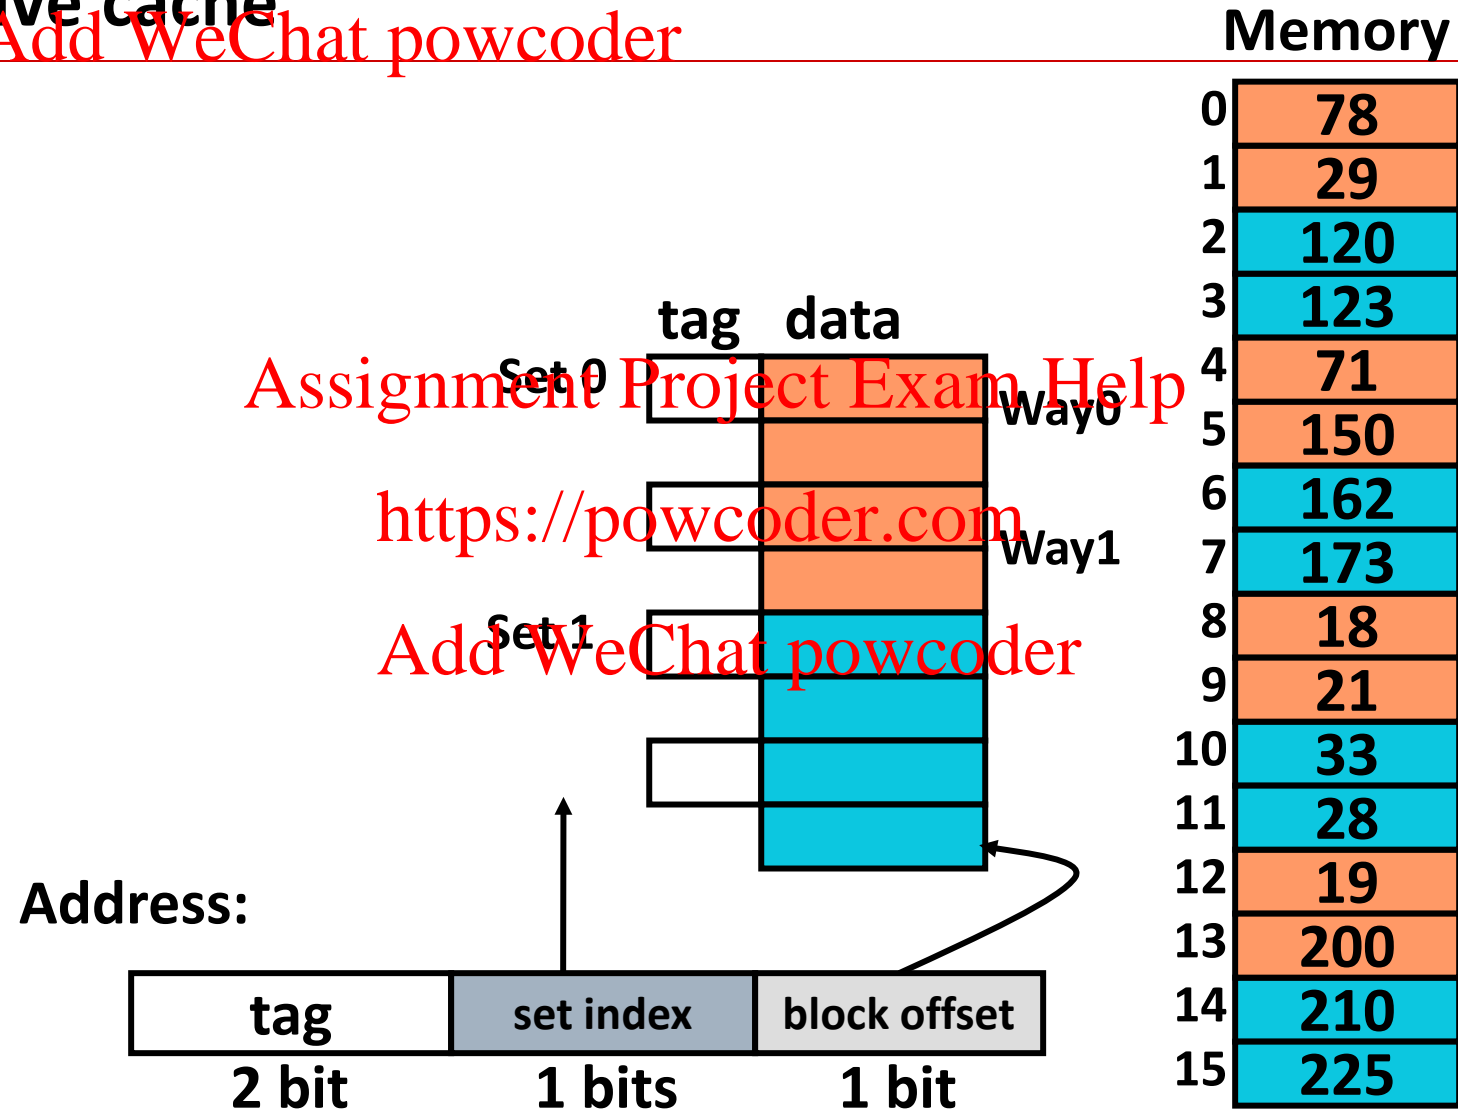 ve cache
Add WeChat powcoder
Memory
0 78
1 29
2 120
3 123
4 71
5 150
6 162
7 173
8 18
9 21
10 33
11 28
12 19
13 200
14 210
15 225
tag data
Set 0
Assignment Project Exam Help
Way0
https://powcoder.com
Way1
Set 1
Add WeChat powcoder
Address:
tag set index block offset
2 bit 1 bits 1 bit